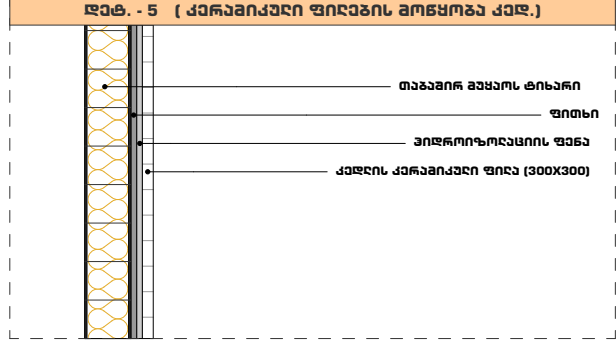 დეტ. - 5 ( კერამიკული ფილების მოწყობა კედ.)
თაბაშირ მუყაოს ტიხარი
ფითხი
ჰიდროიზოლაციის ფენა
კედლის კერამიკული ფილა (300X300)